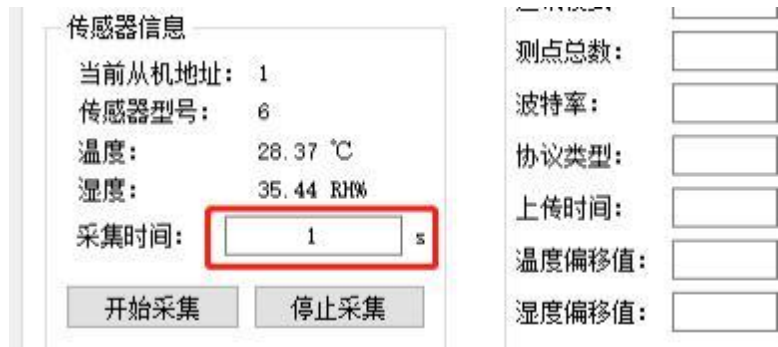 传感器信息
当前从机地址: 1
传感器型号: 6
温度: 28.37 ℃
湿度: 35.44 RH%
采集时间: 1 s
开始采集 停止采集
测点总数:
波特率:
协议类型:
上传时间:
温度偏移值:
湿度偏移值: